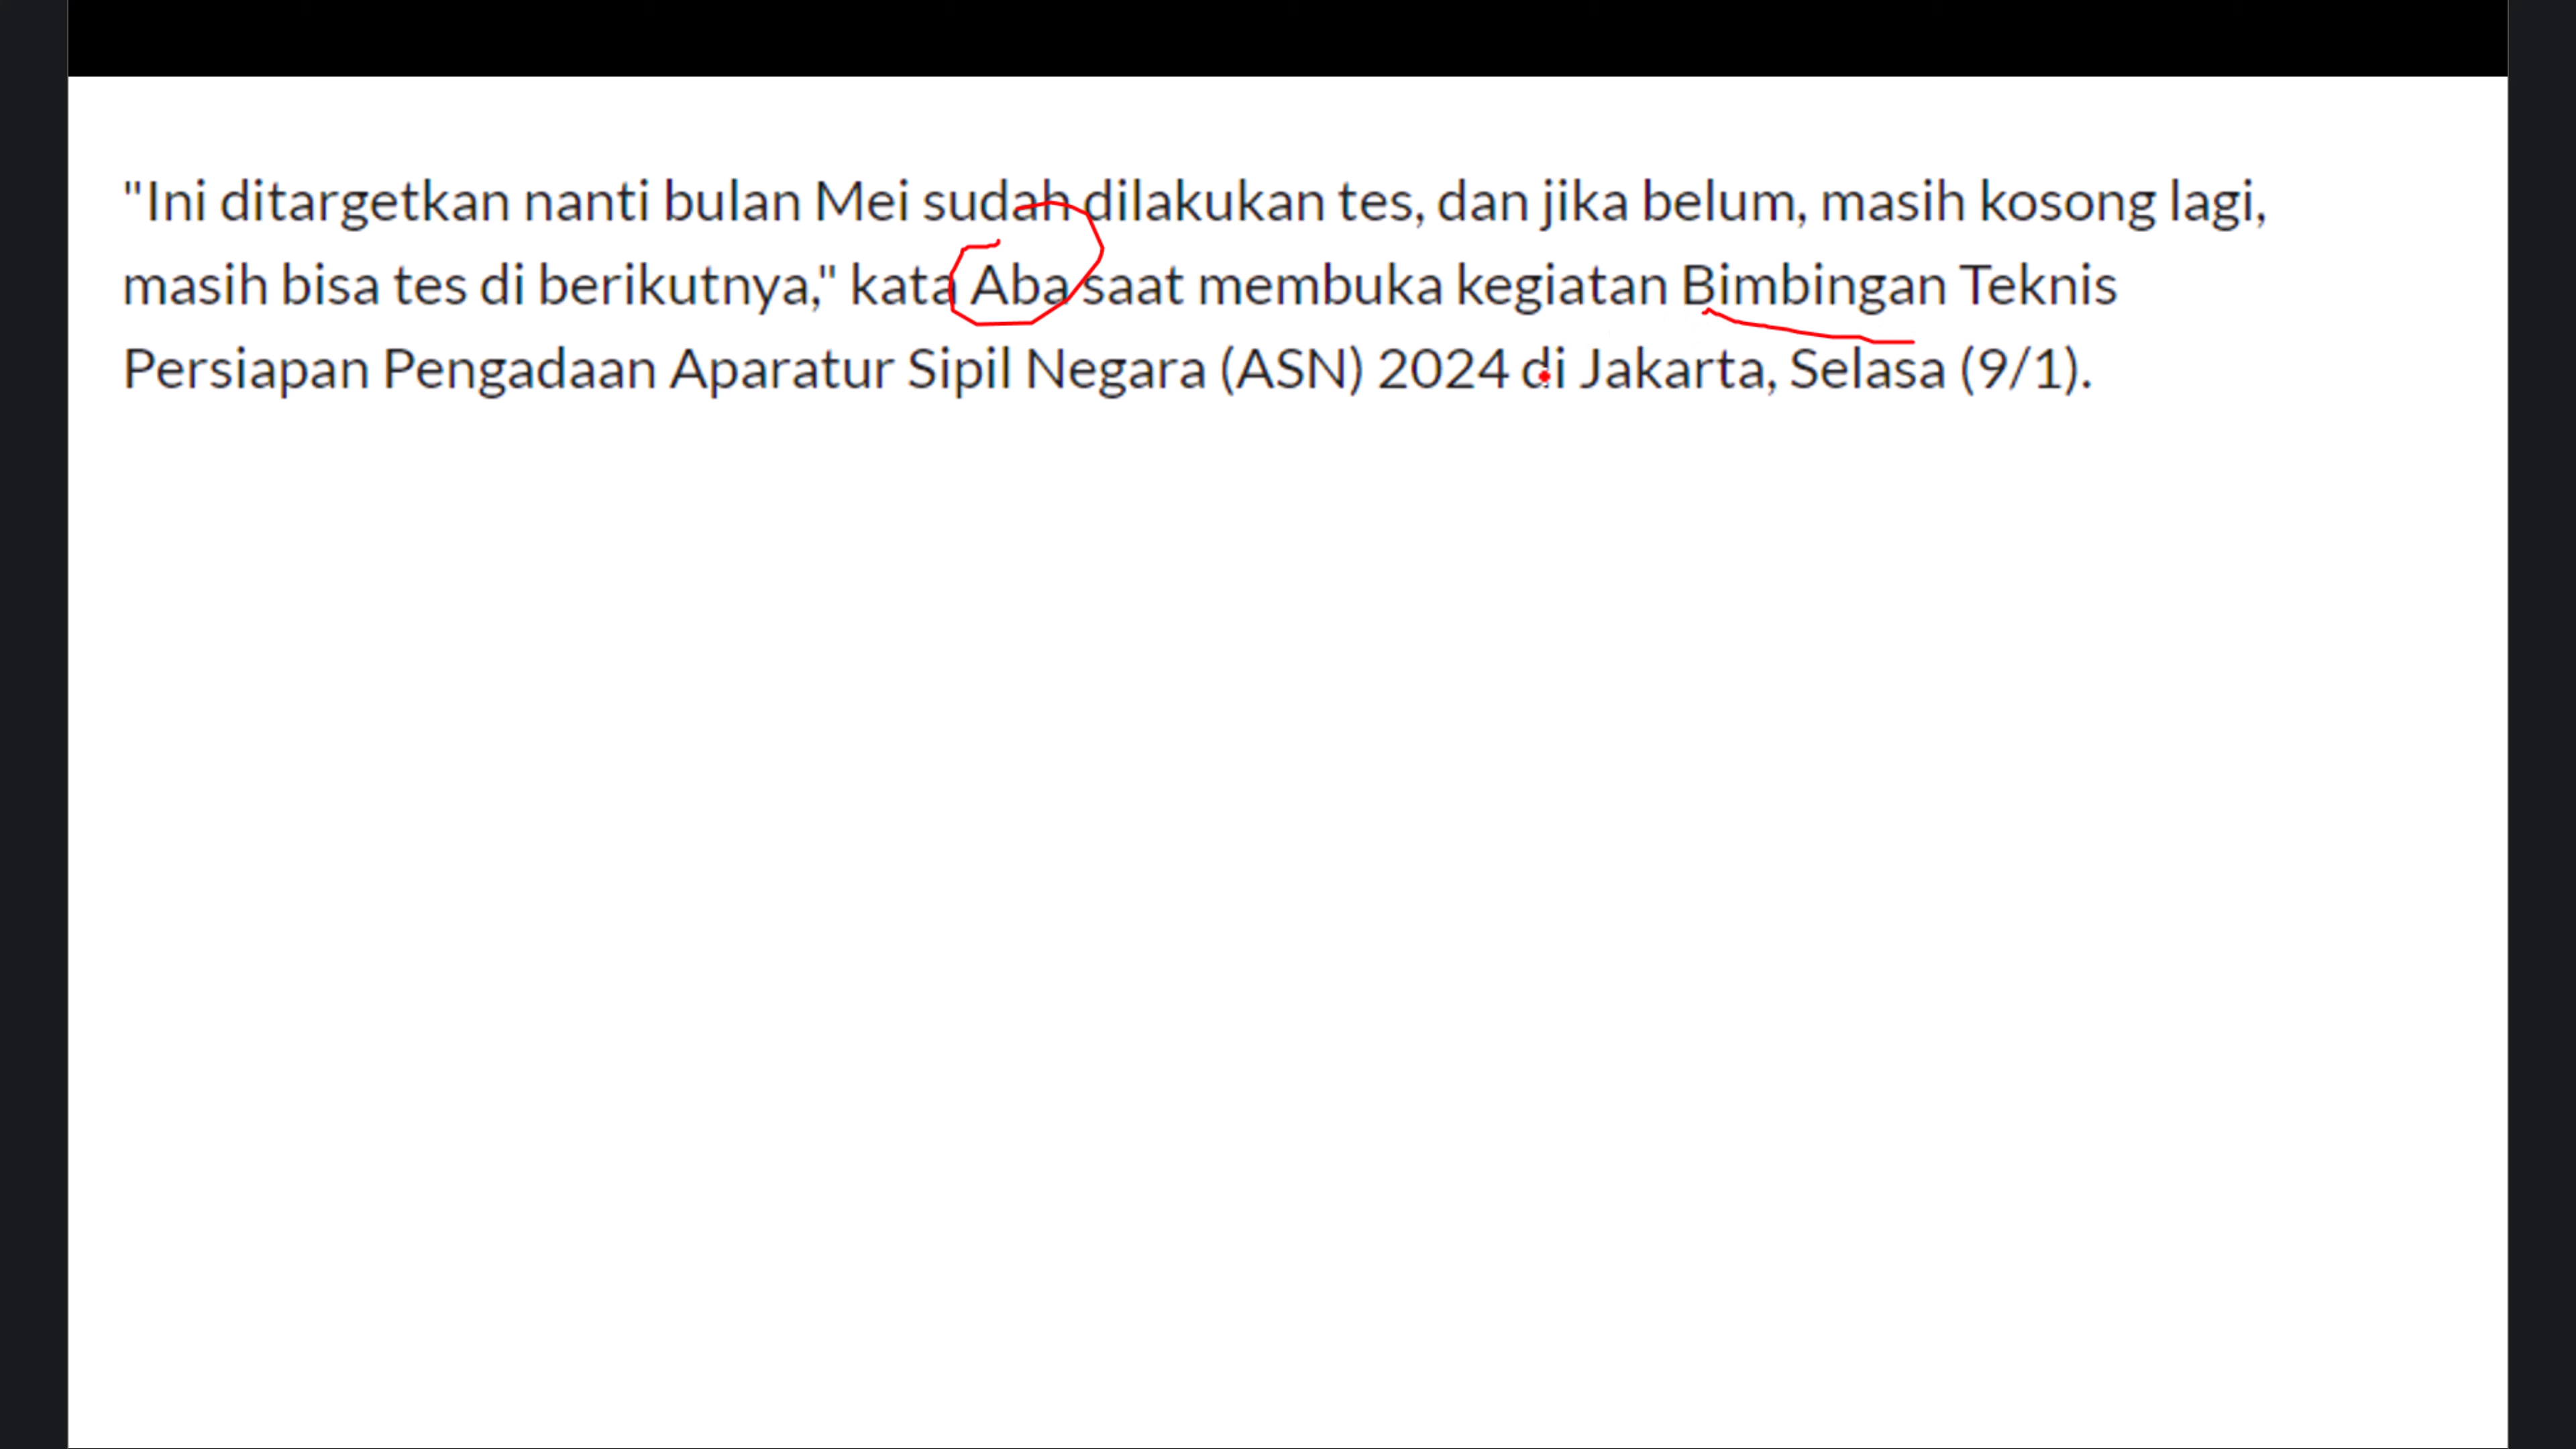 "Ini ditargetkan nanti bulan Mei sudah dilakukan tes, dan jika belum, masih kosong lagi,
masih bisa tes di berikutnya," kata Aba saat membuka kegiatan Bimbingan Teknis
Persiapan Pengadaan Aparatur Sipil Negara (ASN) 2024 di Jakarta, Selasa (9/1).